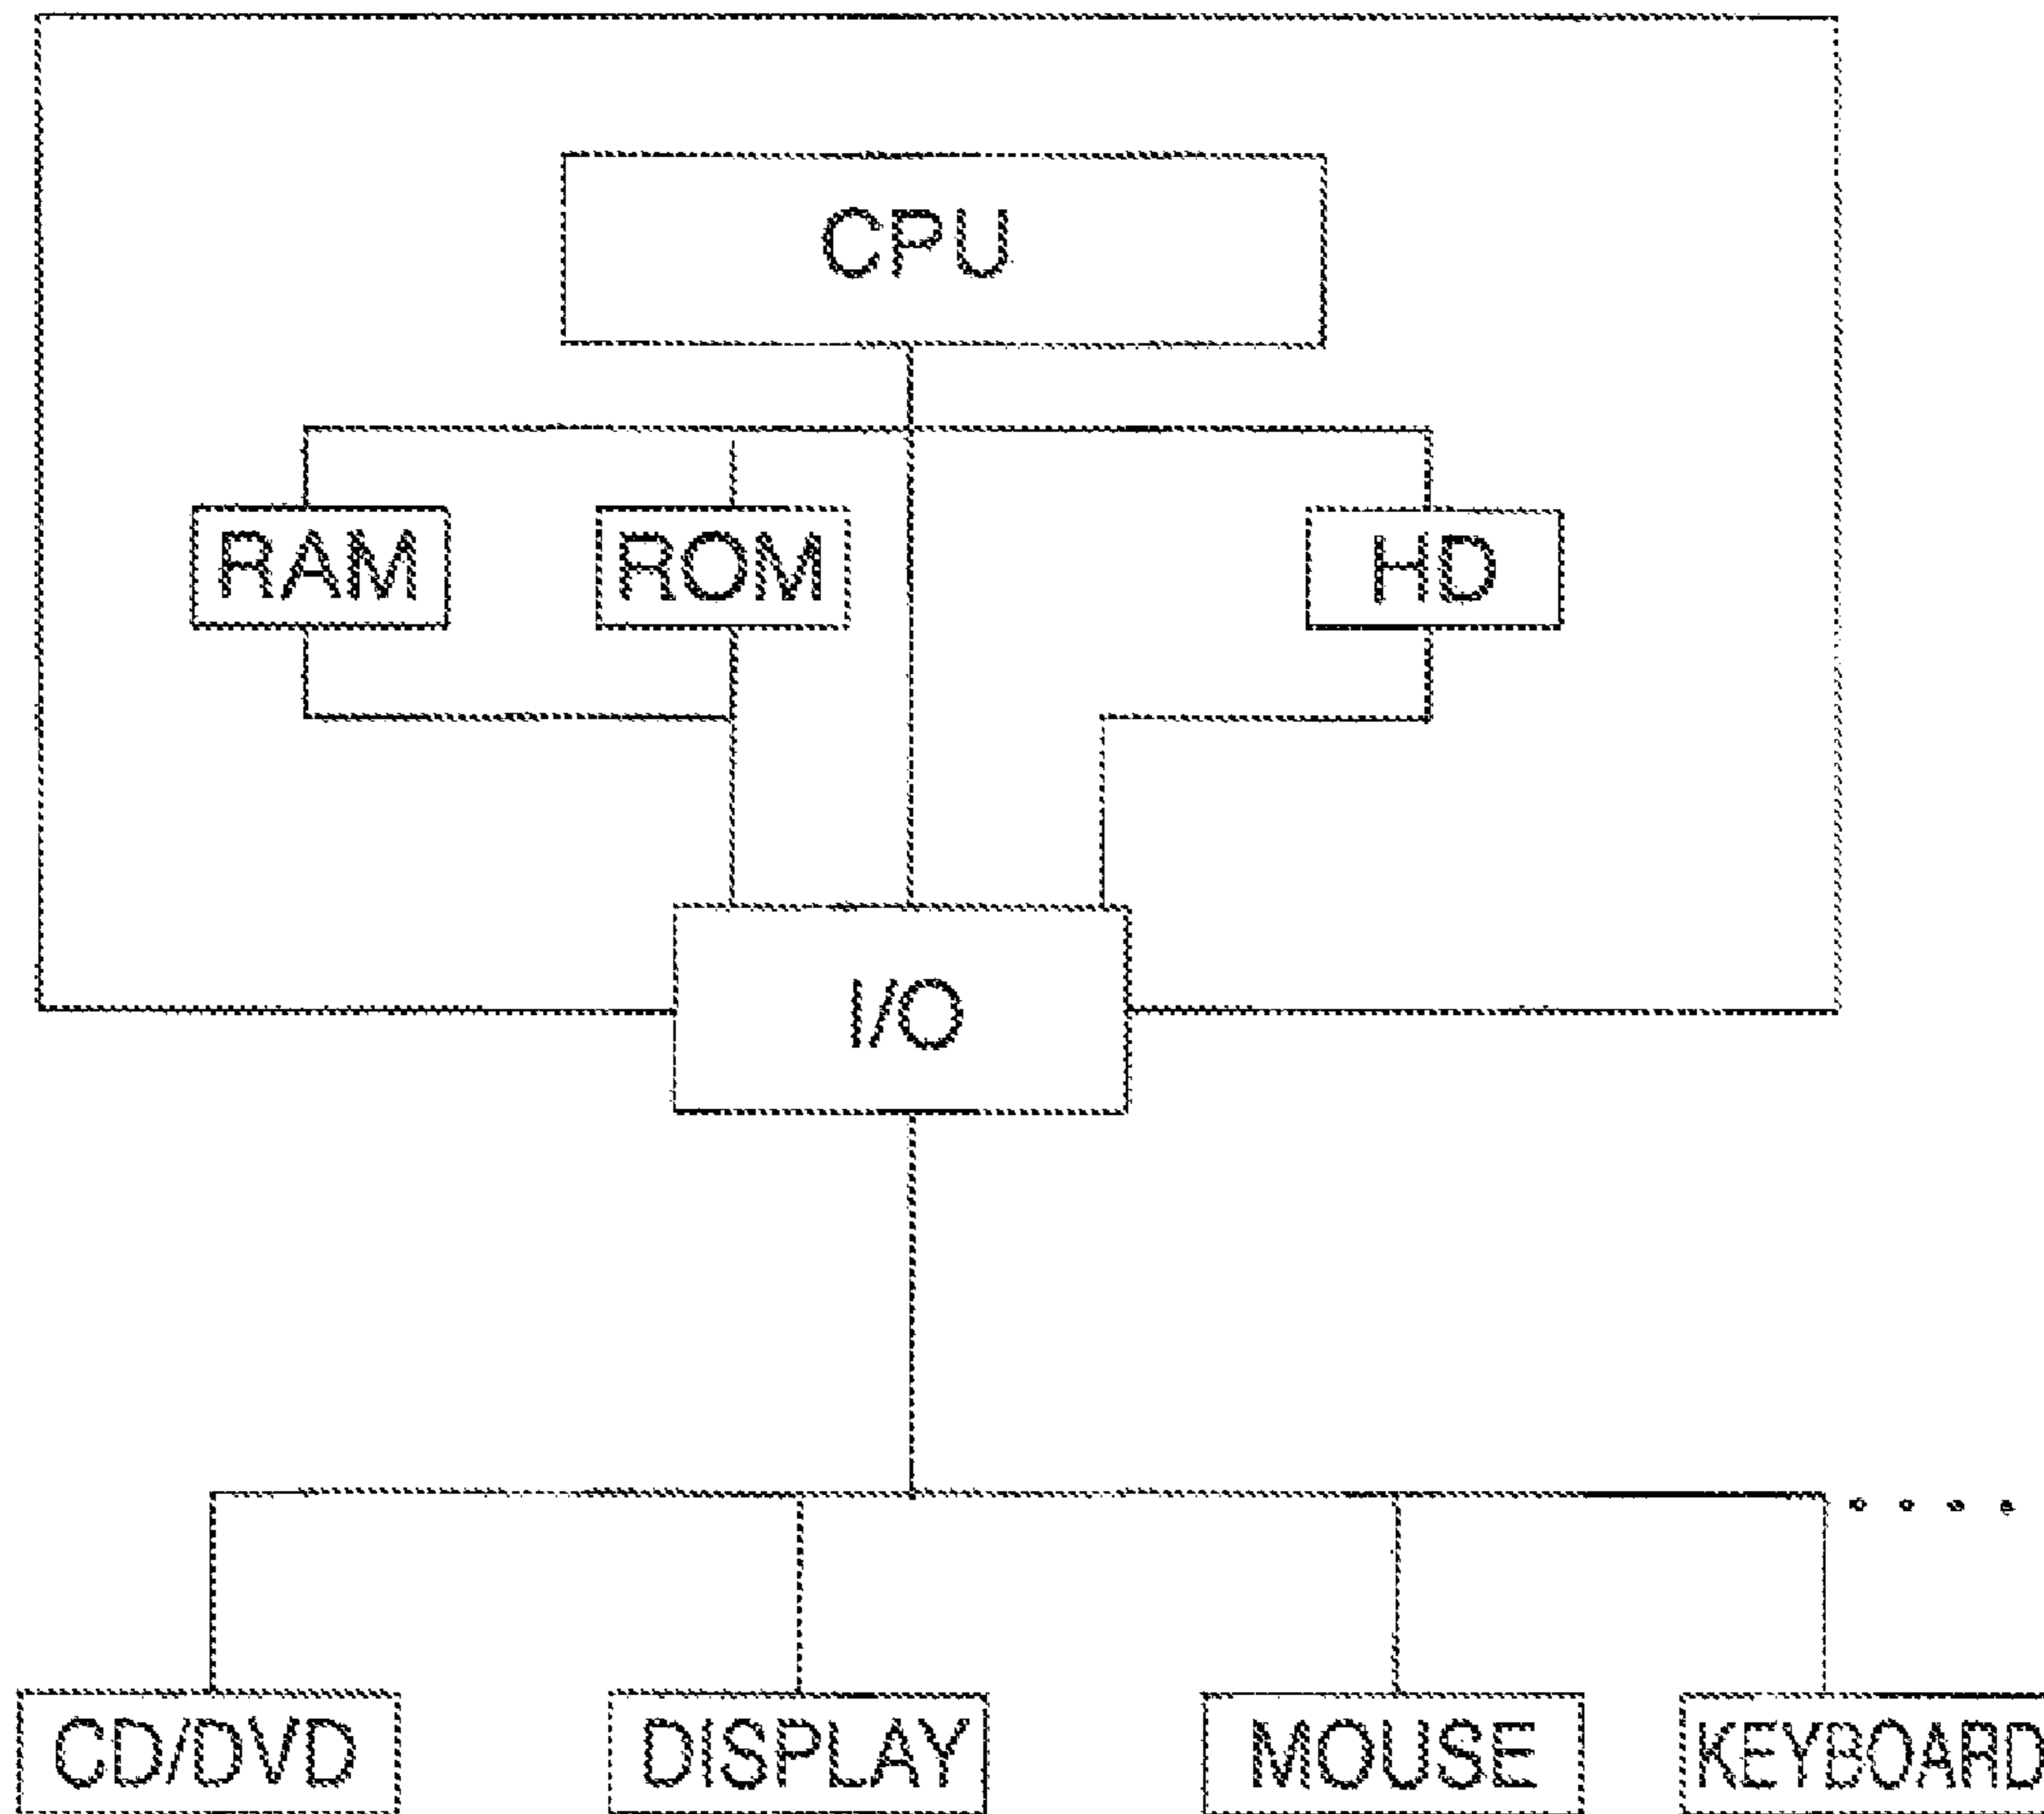 CPU
RAM ROM HD
I/O
CD/DVD DISPLAY MOUSE KEYBOARD